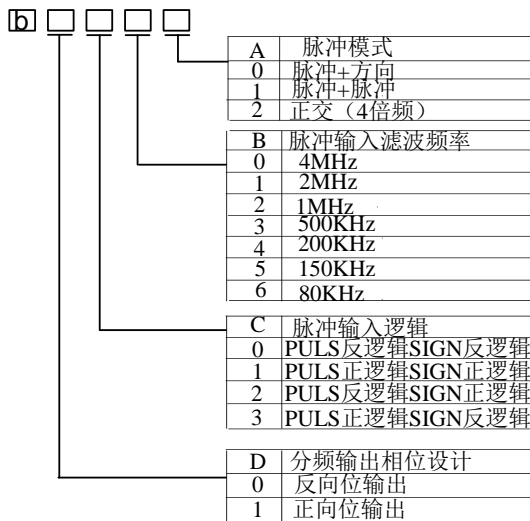 b
A 脉冲模式
0 脉冲+方向
1 脉冲+脉冲
2 正交（4倍频）
B 脉冲输入滤波频率
0 4MHz
1 2MHz
2 1MHz
3 500KHz
4 200KHz
5 150KHz
6 80KHz
C 脉冲输入逻辑
0 PULS反逻辑SIGN反逻辑
1 PULS正逻辑SIGN正逻辑
2 PULS反逻辑SIGN正逻辑
3 PULS正逻辑SIGN反逻辑
D 分频输出相位设计
0 反向位输出
1 正向位输出